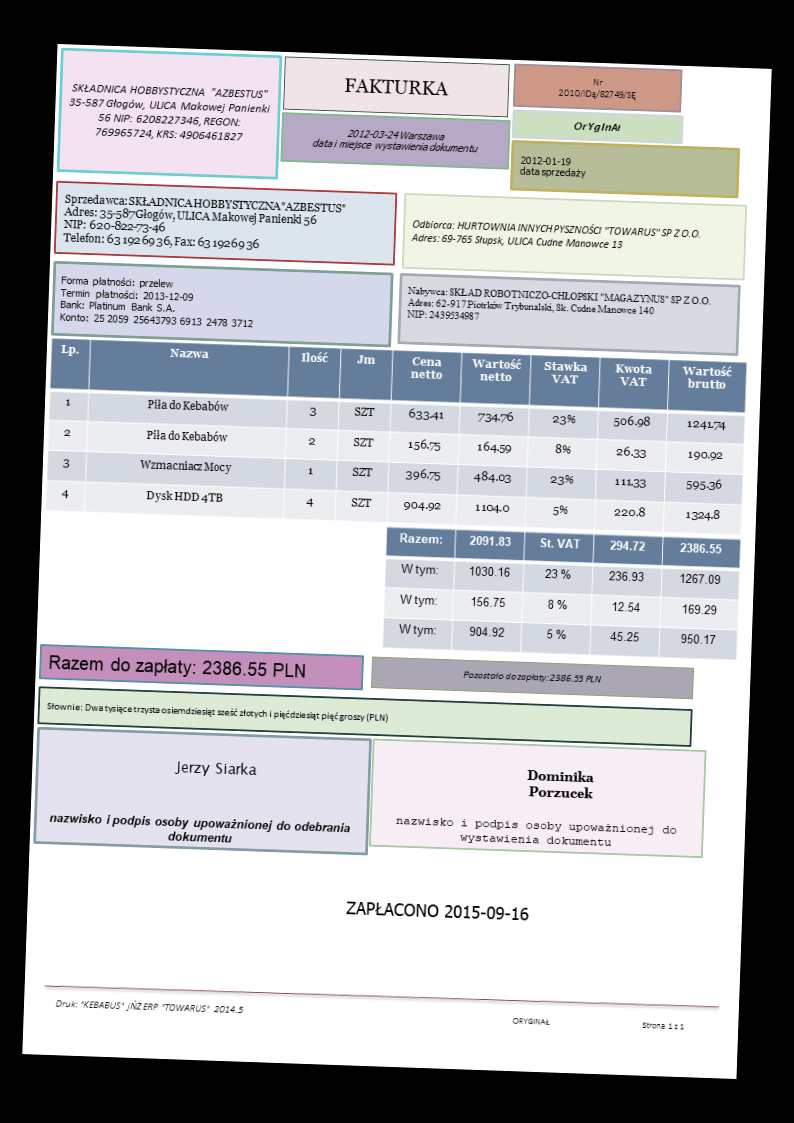 SKŁADNICA HOBBYSTYCZNA "AZBESTUS"
35-587 Głogów, ULICA Makowej Panienki
56 NIP: 6208227346, REGON:
769965724, KRS: 4906461827
FAKTURKA
2012-03-24 Warszawa
data i miejsce wystawienia dokumentu
Nr
2010/IDą/82749/SĘ
OrYgInAł
2012-01-19
data sprzedaży
Sprzedawca: SKŁADNICA HOBBYSTYCZNA "AZBESTUS"
Adres: 35-587 Głogów, ULICA Makowej Panienki 56
NIP: 620-822-73-46
Telefon: 63 192 69 36, Fax: 63 192 69 36
Odbiorca: HURTOWNIA INNYCH PYSZNOŚCI "TOWARUS" SP Z O.O.
Adres: 69-765 Słupsk, ULICA Cudne Manowce 13
Forma płatności: przelew
Termin płatności: 2013-12-09
Bank: Platinum Bank S.A.
Konto: 25 2059 25643793 6913 2478 3712
Nabywca: SKŁAD ROBOTNICZO-CHŁOPSKI "MAGAZYNUS" SP Z O.O.
Adres: 62-917 Piotrków Trybunalski, Sk. Cudne Manowce 140
NIP: 2439534987
Lp. Nazwa Ilość Jm Cena netto Wartość netto Stawka VAT Kwota VAT Wartość brutto
1 Piła do Kebabów 3 SZT 633.41 734.76 23% 506.98 1241.74
2 Piła do Kebabów 2 SZT 156.75 164.59 8% 26.33 190.92
3 Wzmacniacz Mocy 1 SZT 396.75 484.03 23% 111.33 595.36
4 Dysk HDD 4TB 4 SZT 904.92 1104.0 5% 220.8 1324.8
Razem: 2091.83 St. VAT 294.72 2386.55
W tym: 1030.16 23 % 236.93 1267.09
W tym: 156.75 8 % 12.54 169.29
W tym: 904.92 5 % 45.25 950.17
Razem do zapłaty: 2386.55 PLN
Pozostało do zapłaty: 2386.55 PLN
Słownie: Dwa tysiące trzysta osiemdziesiąt sześć złotych i pięćdziesiąt pięć groszy (PLN)
Jerzy Siarka
nazwisko i podpis osoby upoważnionej do odebrania
dokumentu
Dominika
Porzucek
nazwisko i podpis osoby upoważnionej do
wystawienia dokumentu
ZAPŁACONO 2015-09-16
Druk: "KEBABUS" jŃŻ ERP "TOWARUS" 2014.5
ORYGINAŁ
Strona 1 z 1